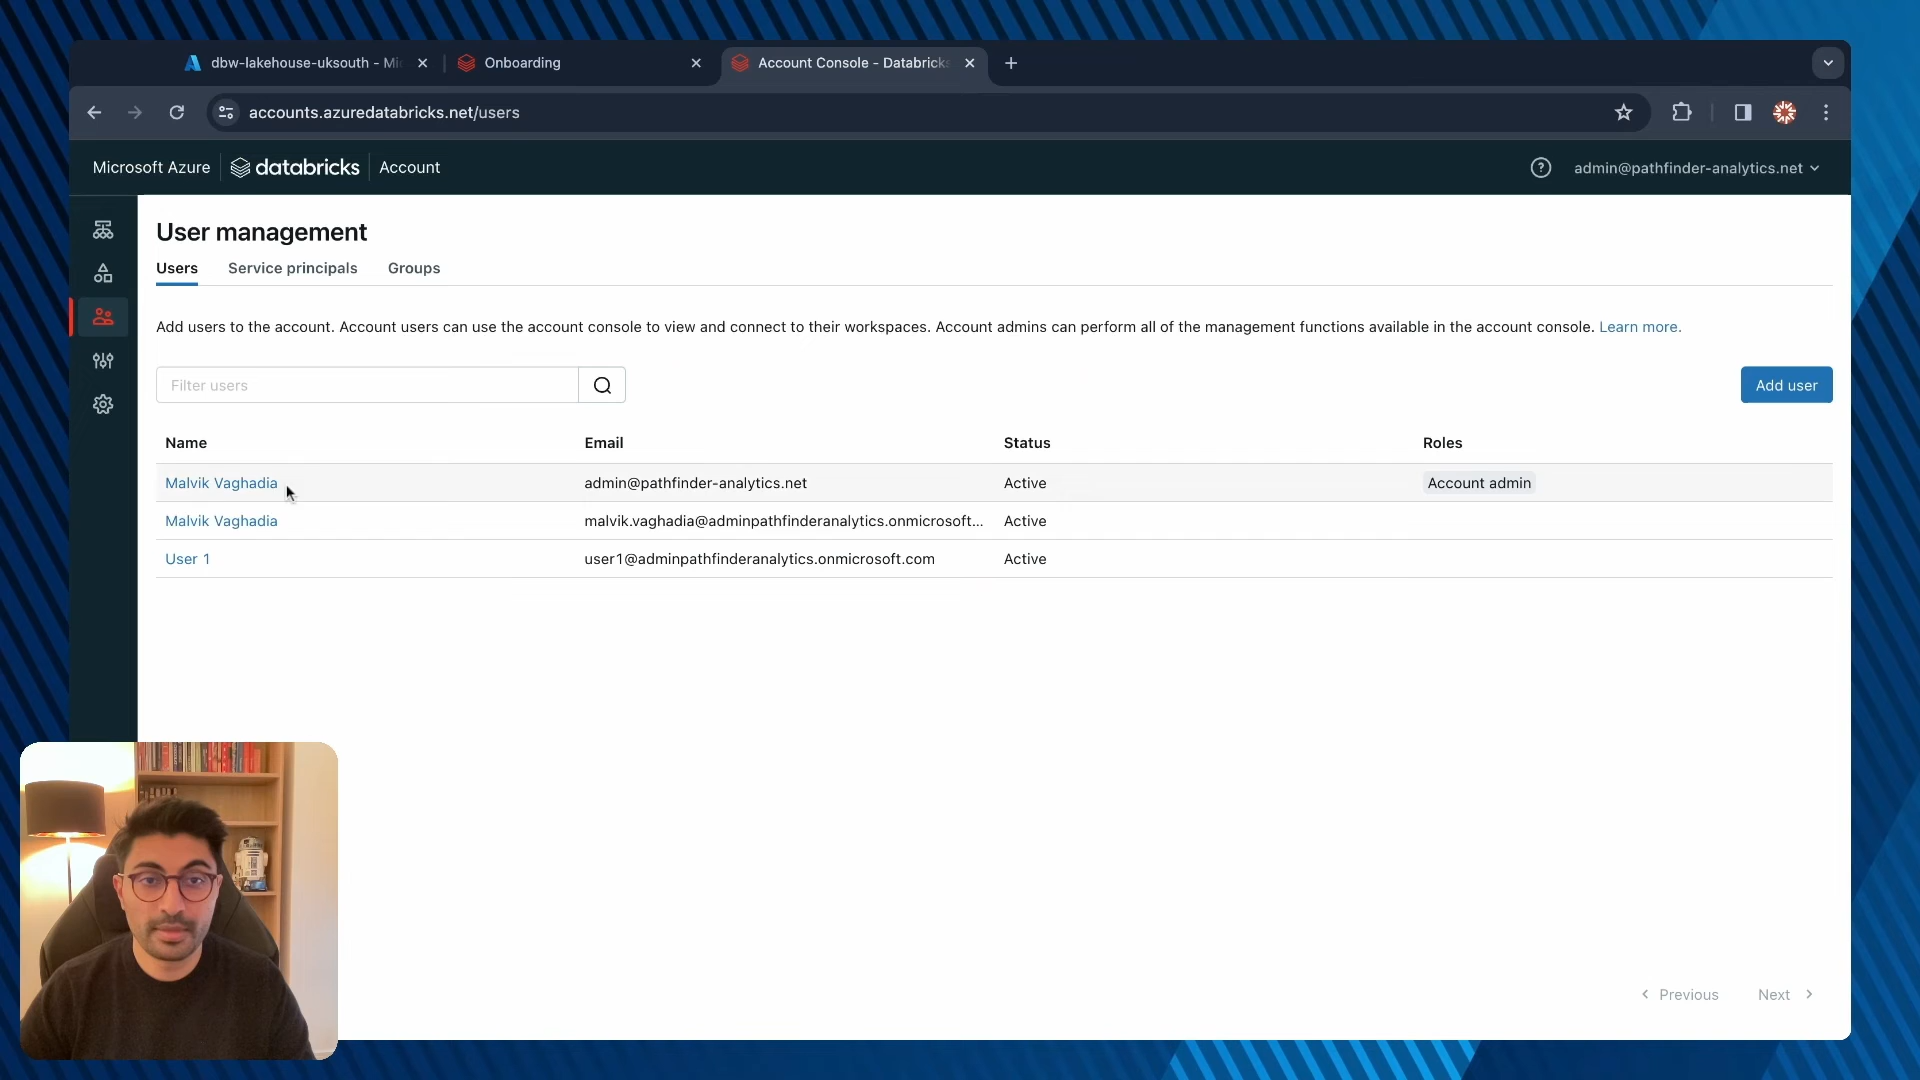 dbw-lakehouse-uksouth - Mi
Onboarding
Account Console - Databricks
accounts.azuredatabricks.net/users
Microsoft Azure databricks Account
admin@pathfinder-analytics.net
User management
Users Service principals Groups
Add users to the account. Account users can use the account console to view and connect to their workspaces. Account admins can perform all of the management functions available in the account console. Learn more.
Filter users
Add user
Name Email Status Roles
Malvik Vaghadia admin@pathfinder-analytics.net Active Account admin
Malvik Vaghadia malvik.vaghadia@adminpathfinderanalytics.onmicrosoft... Active
User 1 user1@adminpathfinderanalytics.onmicrosoft.com Active
Previous Next